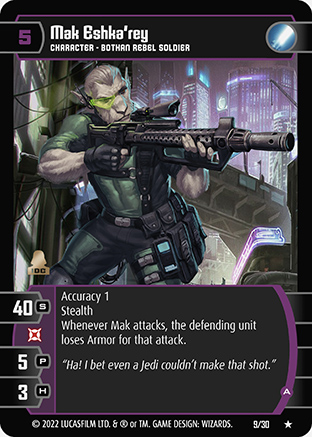 5
Mak Eshka'rey
CHARACTER - BOTHAN REBEL SOLDIER
DC
40 S
Accuracy 1
Stealth
Whenever Mak attacks, the defending unit
loses Armor for that attack.
5 P
"Ha! I bet even a Jedi couldn't make that shot."
3 H
A
© 2022 LUCASFILM LTD. & ® or TM. GAME DESIGN: WIZARDS. 9/30 ★